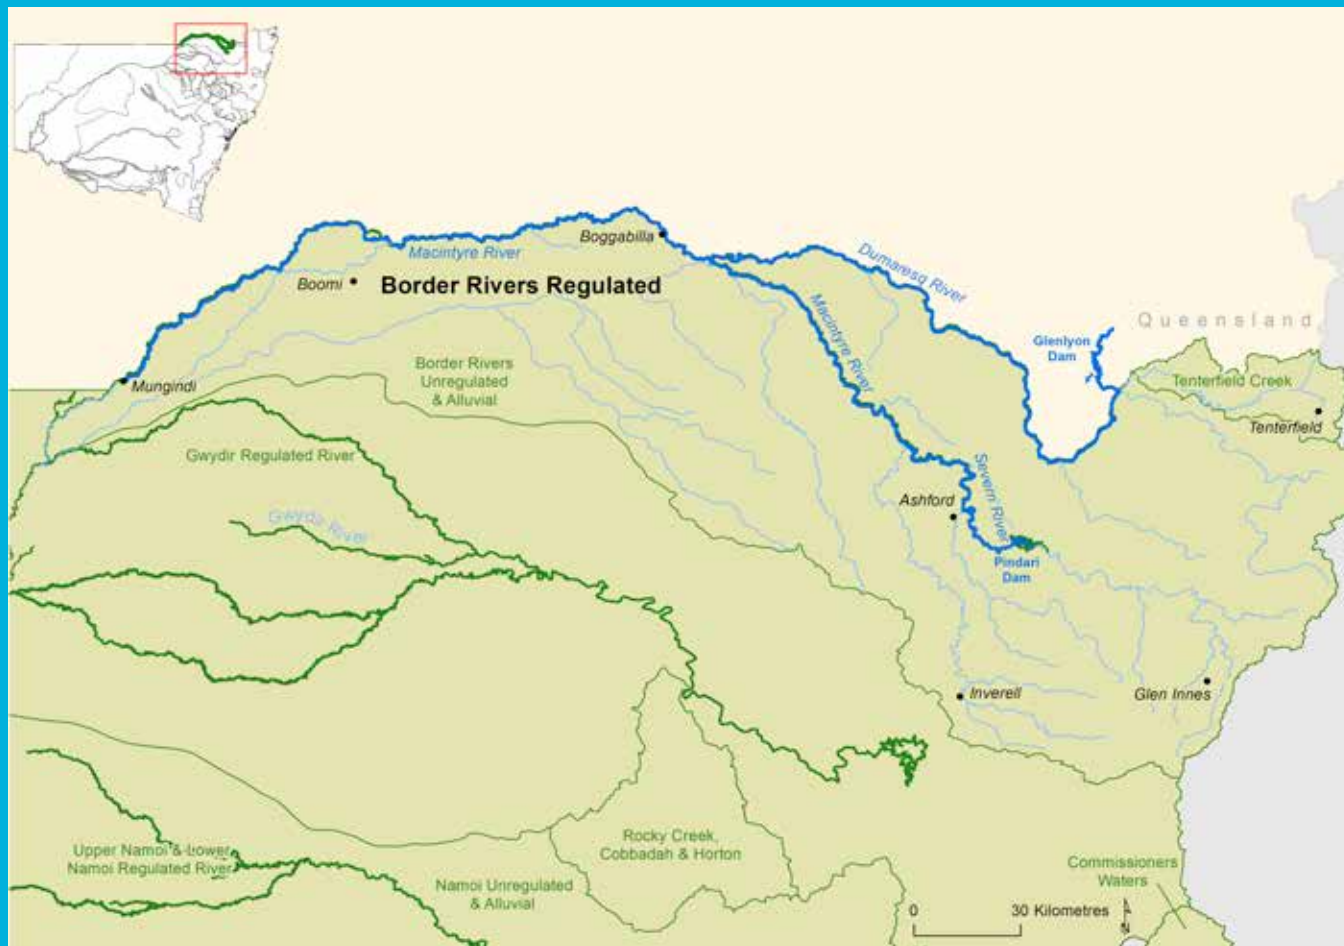 Macintyre River
Boggabilla
Boomi
Border Rivers Regulated
Dumaresq River
Macintyre River
Queensland
Glenlyon
Dam
Mungindi
Border Rivers
Unregulated
& Alluvial
Tenterfield Creek
Tenterfield
Gwydir Regulated River
Severn River
Ashford
Pindari
Dam
Inverell
Glen Innes
Rocky Creek,
Cobbadah & Horton
Upper Namoi & Lower
Namoi Regulated River
Namoi Unregulated
& Alluvial
Commissioners
Waters
0 30 Kilometres
N